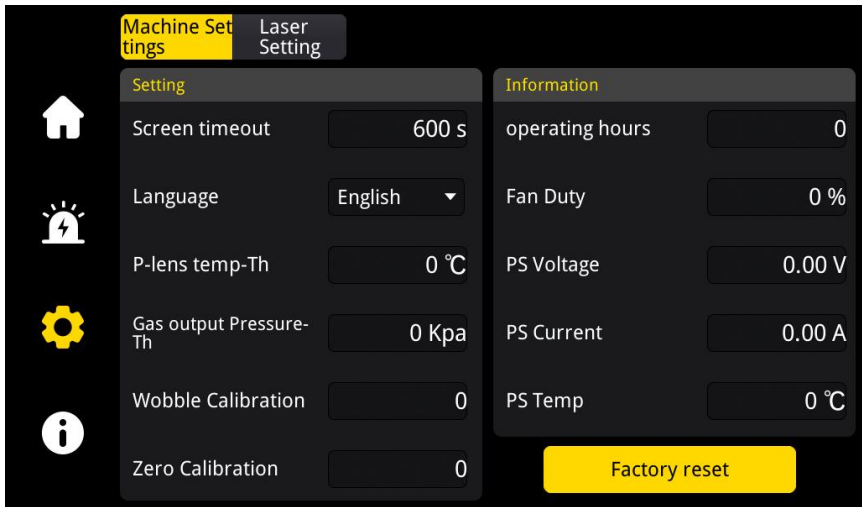 Machine Set
tings
Laser
Setting
Setting
Screen timeout 600 s
Language English
P-lens temp-Th 0 ℃
Gas output Pressure-
Th 0 Kpa
Wobble Calibration 0
Zero Calibration 0
Information
operating hours 0
Fan Duty 0 %
PS Voltage 0.00 V
PS Current 0.00 A
PS Temp 0 ℃
Factory reset